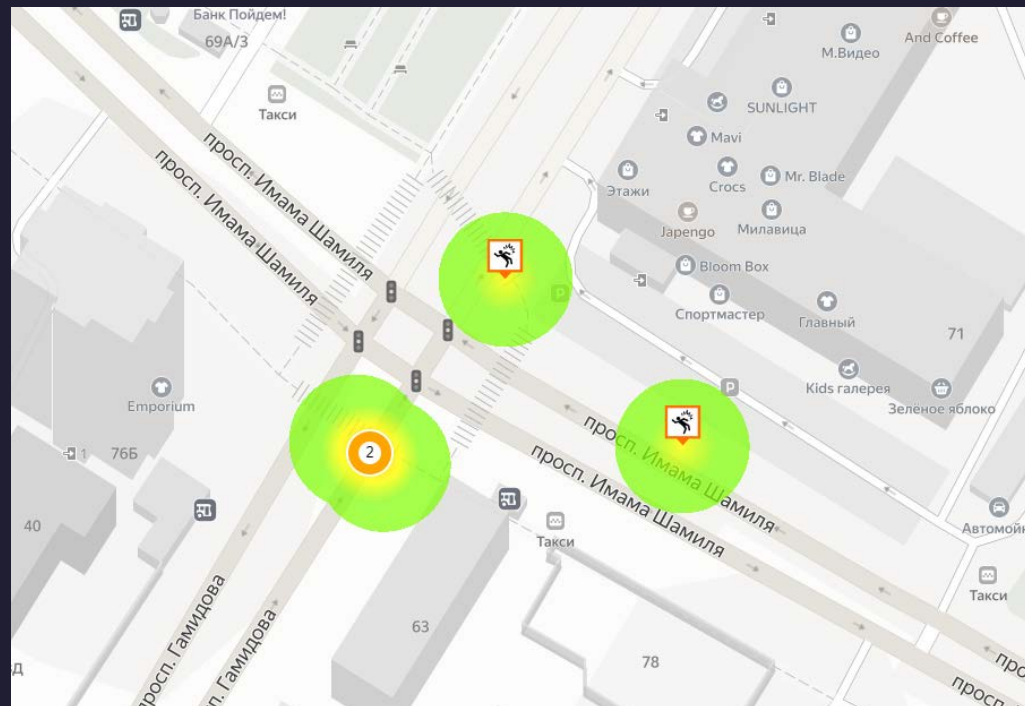 Банк Пойдем!
69А/3
And Coffee
М.Видео
SUNLIGHT
Такси
Mavi
просп. Имама Шамиля
просп. Имама Шамиля
Этажи
Crocs
Mr. Blade
Japengo
Милавица
Bloom Box
P
Спортмастер
Главный
71
P
Kids галерея
Зелёное яблоко
Emporium
1
76Б
2
просп. Имама Шамиля
просп. Имама Шамиля
40
Такси
Автомойк
Такси
просп. Гамидова
просп. Гамидова
63
78
просп
просп.